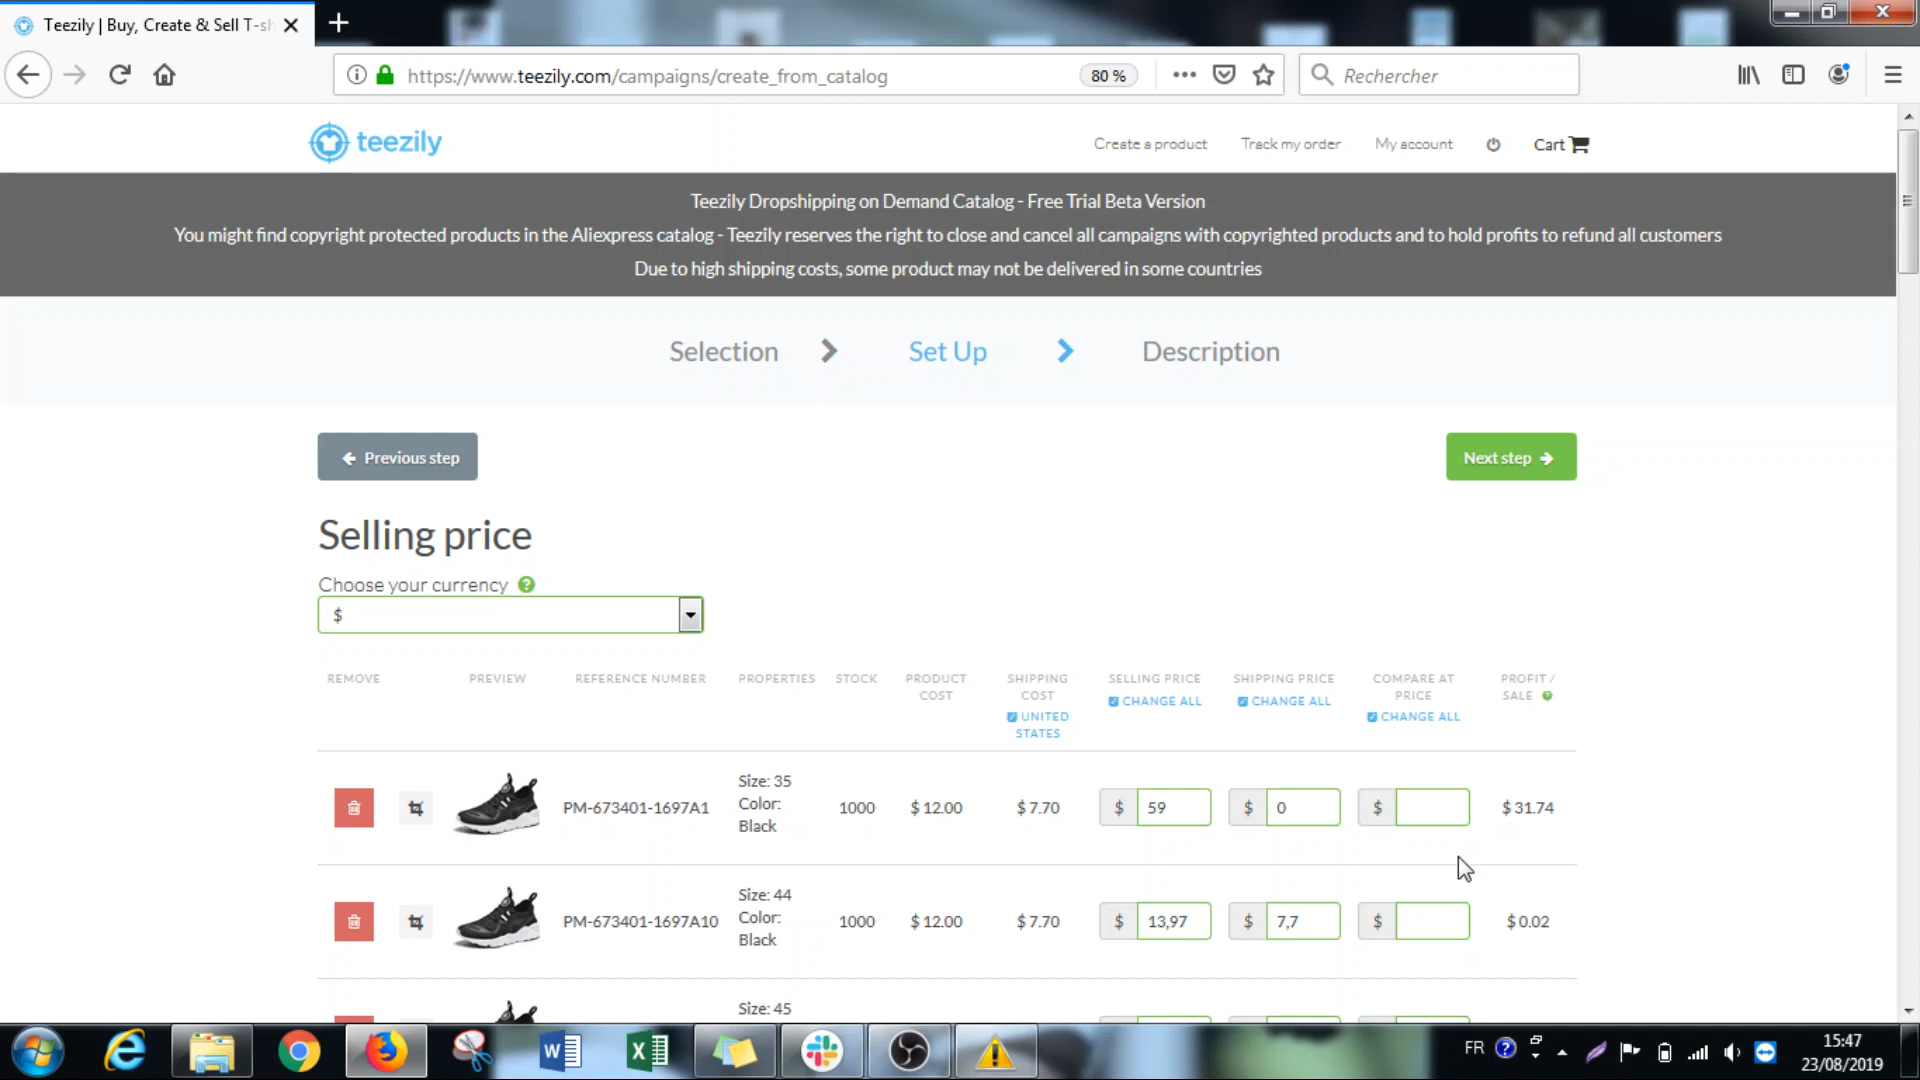 Teezily | Buy, Create & Sell T-sh
https://www.teezily.com/campaigns/create_from_catalog
80 %
Rechercher
teezily
Create a product
Track my order
My account
Cart
Teezily Dropshipping on Demand Catalog - Free Trial Beta Version
You might find copyright protected products in the Aliexpress catalog - Teezily reserves the right to close and cancel all campaigns with copyrighted products and to hold profits to refund all customers
Due to high shipping costs, some product may not be delivered in some countries
Selection
Set Up
Description
Previous step
Next step
Selling price
Choose your currency ?
$
REMOVE
PREVIEW
REFERENCE NUMBER
PROPERTIES
STOCK
PRODUCT
COST
SHIPPING
COST
UNITED
STATES
SELLING PRICE
CHANGE ALL
SHIPPING PRICE
CHANGE ALL
COMPARE AT
PRICE
CHANGE ALL
PROFIT /
SALE ?
PM-673401-1697A1
Size: 35
Color:
Black
1000
$ 12.00
$ 7.70
$ 59
$ 0
$
$ 31.74
PM-673401-1697A10
Size: 44
Color:
Black
1000
$ 12.00
$ 7.70
$ 13,97
$ 7,7
$
$ 0.02
Size: 45
FR
15:47
23/08/2019